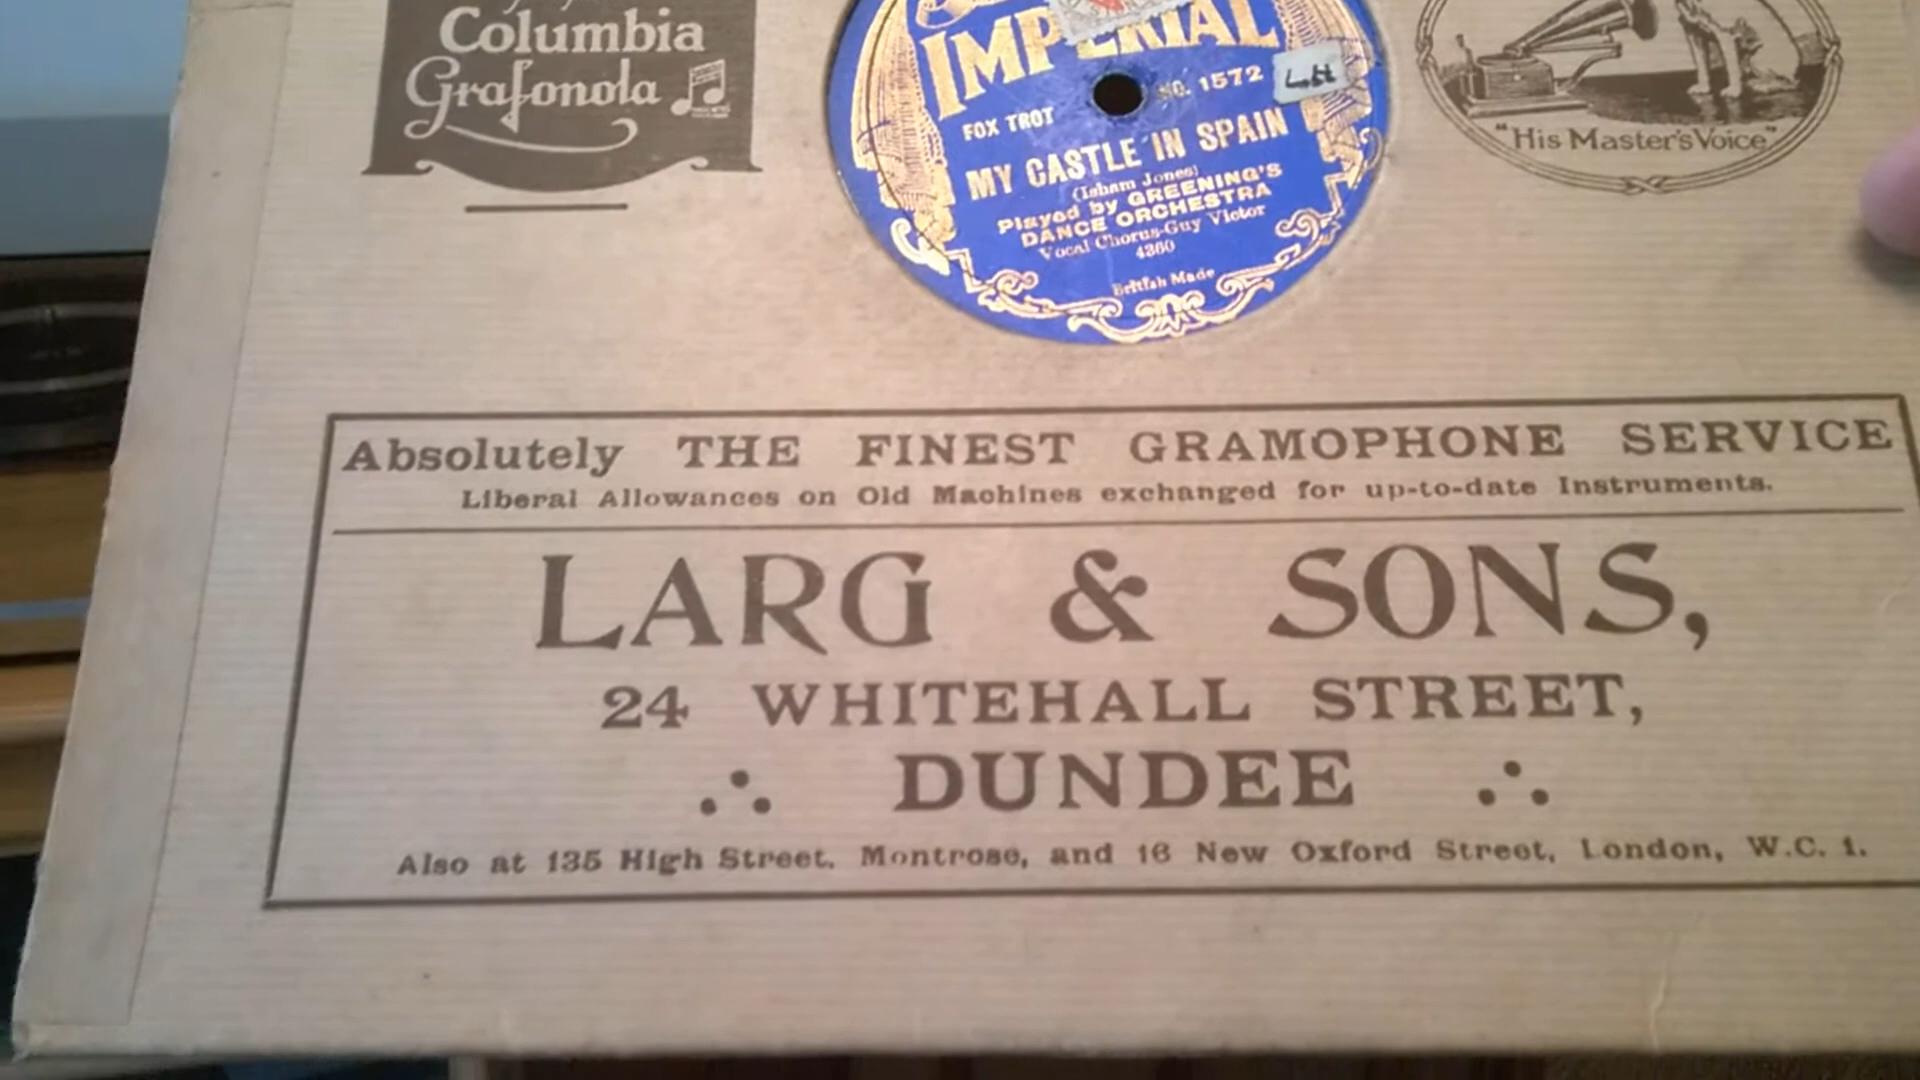 Columbia
Grafonola
IMPERIAL
NO. 1572
LH
FOX TROT
MY CASTLE IN SPAIN
(Isham Jones)
Played by GREENING'S
DANCE ORCHESTRA
Vocal Chorus-Guy Victor
4260
British Made
"His Master's Voice"
Absolutely THE FINEST GRAMOPHONE SERVICE
Liberal Allowances on Old Machines exchanged for up-to-date Instruments.
LARG & SONS,
24 WHITEHALL STREET,
DUNDEE
Also at 135 High Street, Montrose, and 16 New Oxford Street, London, W.C. 1.